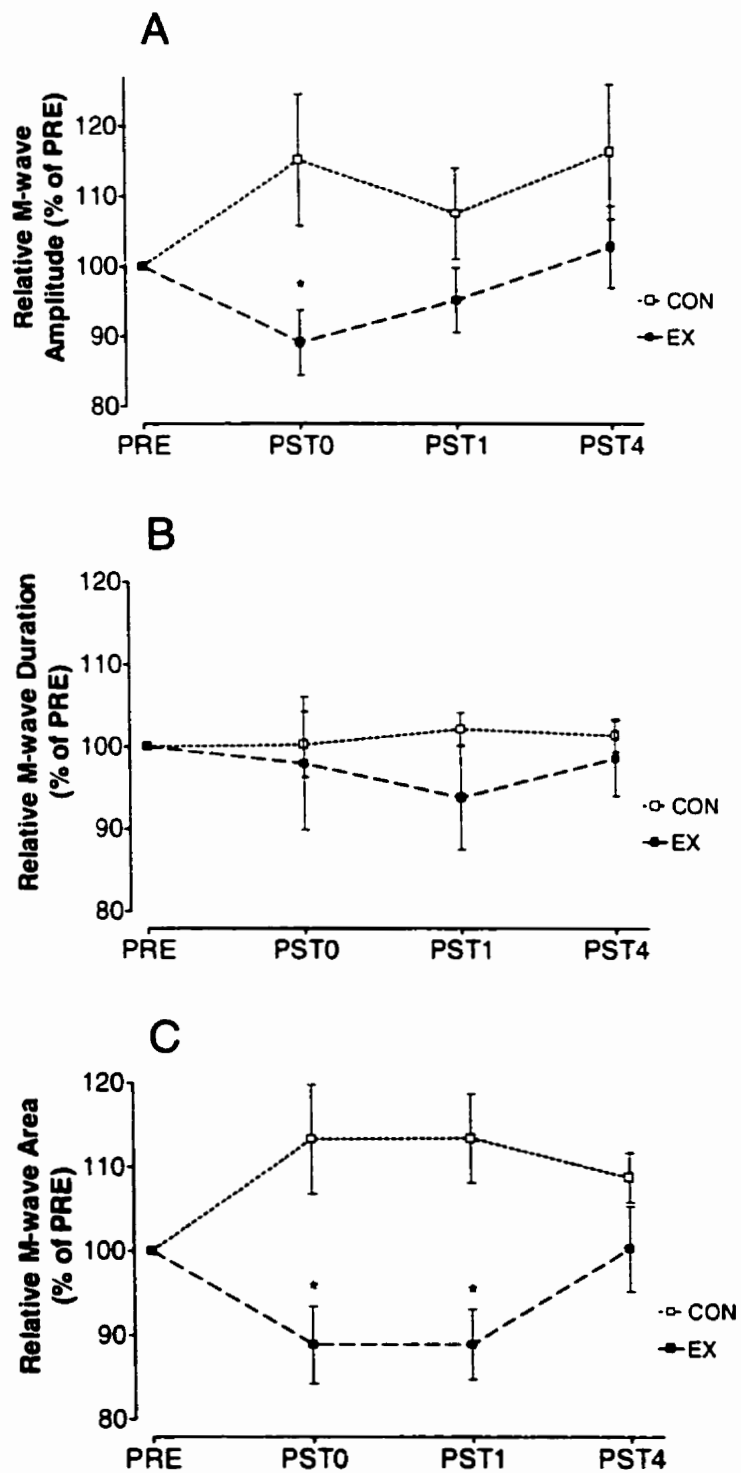 A
Relative M-wave
Amplitude (% of PRE)
120
110
100
90
80
*
CON
EX
PRE PST0 PST1 PST4
B
Relative M-wave Duration
(% of PRE)
120
110
100
90
80
CON
EX
PRE PST0 PST1 PST4
C
Relative M-wave Area
(% of PRE)
120
110
100
90
80
* *
CON
EX
PRE PST0 PST1 PST4